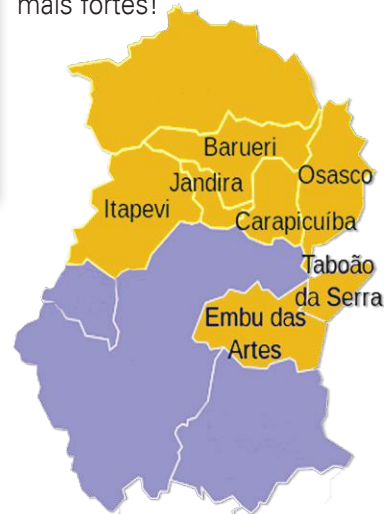 mais fortes!
Barueri
Jandira
Osasco
Itapevi
Carapicuíba
Taboão
da Serra
Embu das
Artes